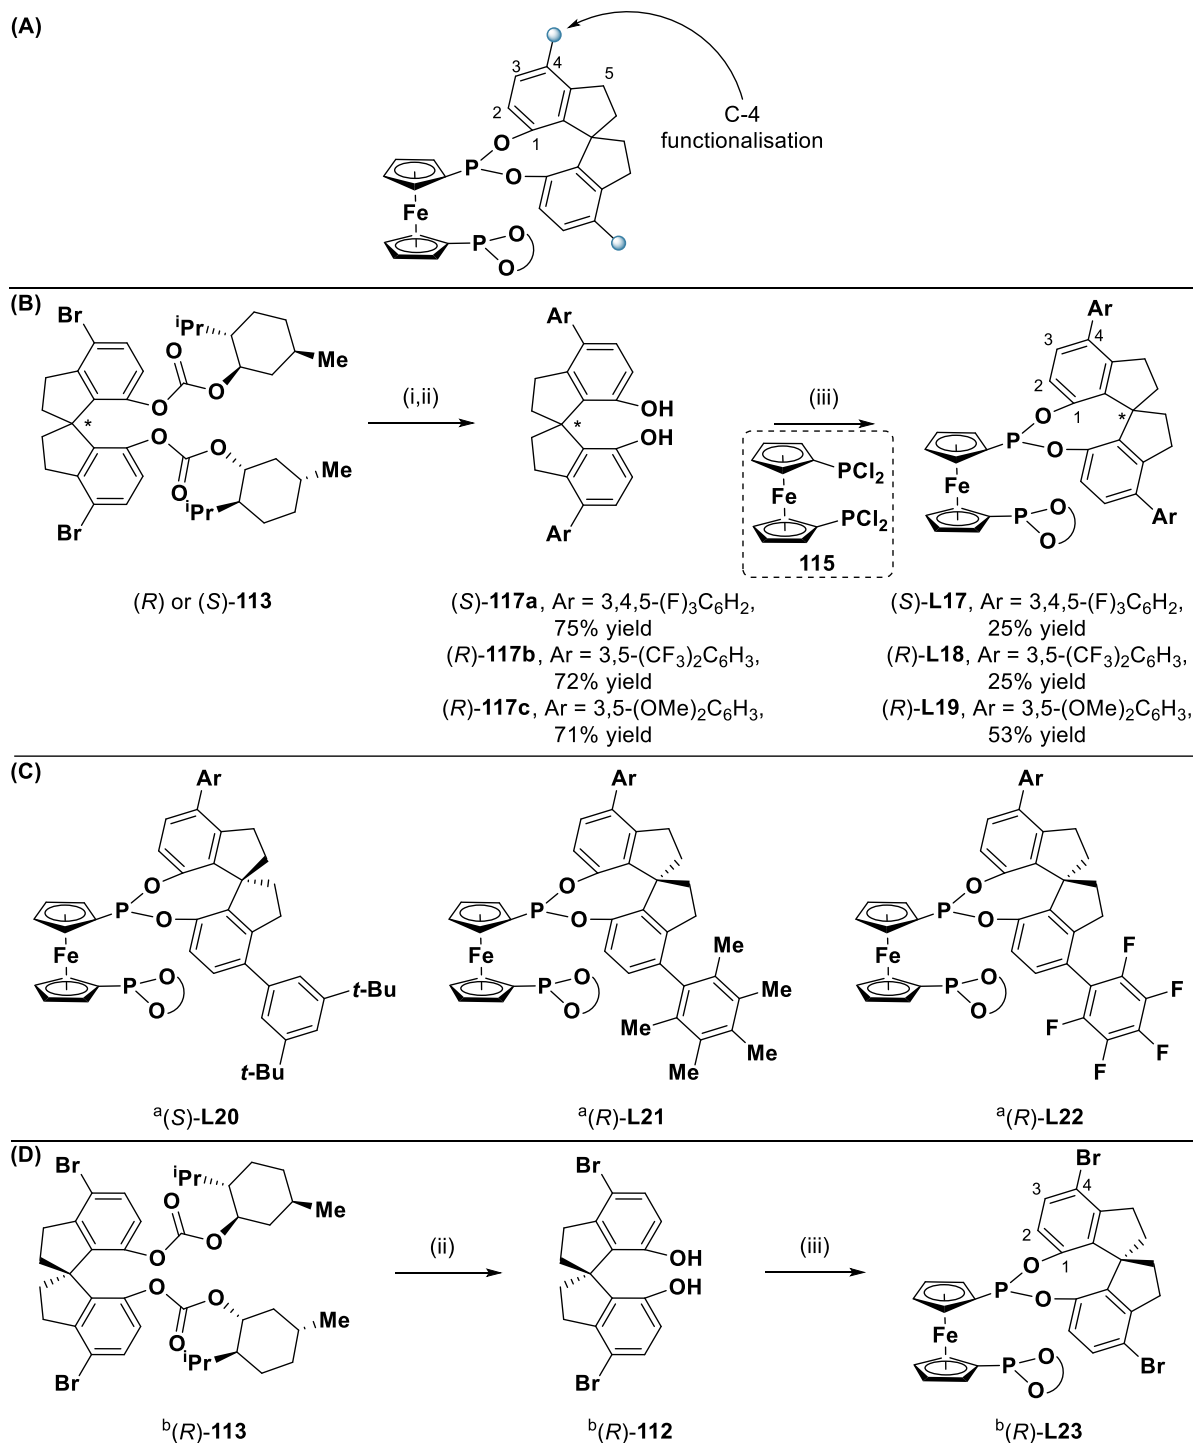 (A)
4
3
5
2
1
C-4
functionalisation
O
P
O
Fe
P
O
O
(B)
Br
iPr
Me
O
O
O
*
O
O
O
Me
iPr
Br
(R) or (S)-113
(i,ii)
Ar
OH
*
OH
Ar
(S)-117a, Ar = 3,4,5-(F)3C6H2,
75% yield
(R)-117b, Ar = 3,5-(CF3)2C6H3,
72% yield
(R)-117c, Ar = 3,5-(OMe)2C6H3,
71% yield
(iii)
PCl2
Fe
PCl2
115
Ar
4
3
2
1
O
*
P
O
Fe
P
O
O
Ar
(S)-L17, Ar = 3,4,5-(F)3C6H2,
25% yield
(R)-L18, Ar = 3,5-(CF3)2C6H3,
25% yield
(R)-L19, Ar = 3,5-(OMe)2C6H3,
53% yield
(C)
Ar
O
P
O
Fe
P
O
O
t-Bu
t-Bu
a(S)-L20
Ar
O
P
O
Fe
P
O
O
Me
Me
Me
Me
Me
a(R)-L21
Ar
O
P
O
Fe
P
O
O
F
F
F
F
F
a(R)-L22
(D)
Br
iPr
Me
O
O
O
O
O
O
Me
iPr
Br
b(R)-113
(ii)
Br
OH
OH
Br
b(R)-112
(iii)
Br
4
3
2
1
O
P
O
Fe
P
O
O
Br
b(R)-L23